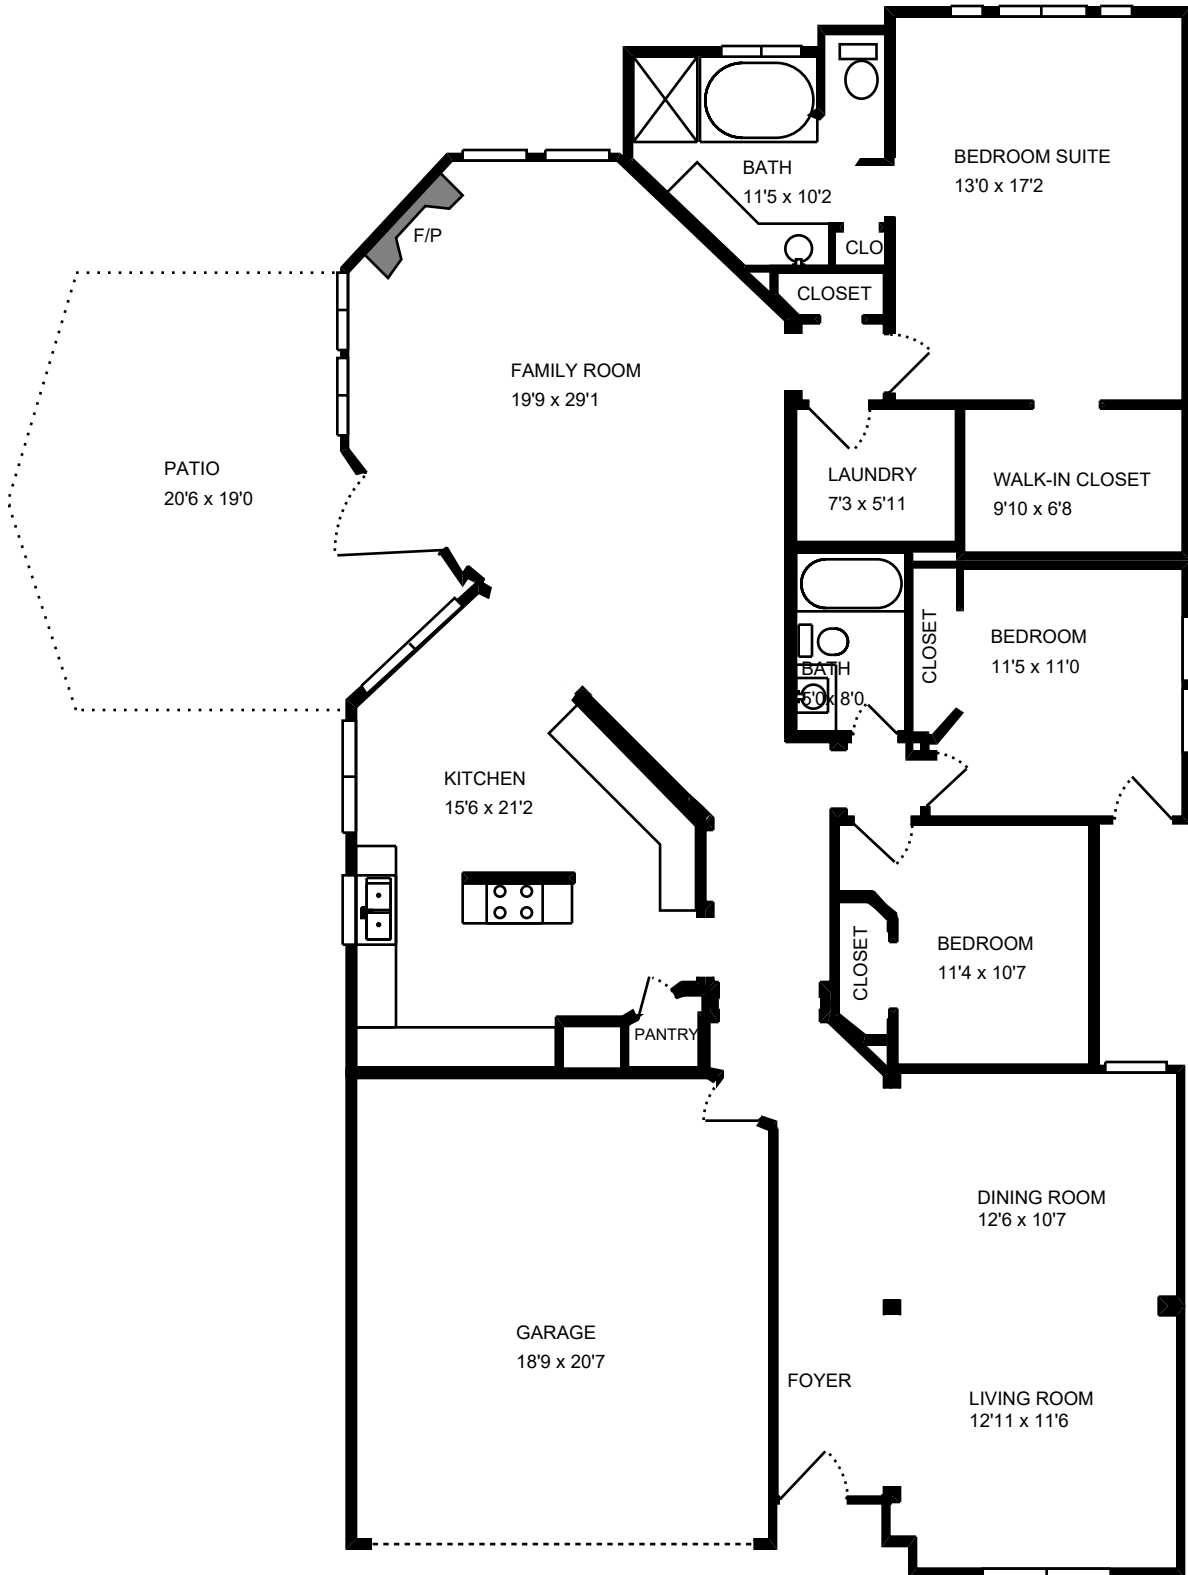 BEDROOM SUITE
13'0 x 17'2
BATH
11'5 x 10'2
F/P
CLO
CLOSET
FAMILY ROOM
19'9 x 29'1
PATIO
20'6 x 19'0
LAUNDRY
7'3 x 5'11
WALK-IN CLOSET
9'10 x 6'8
CLOSET
BEDROOM
11'5 x 11'0
BATH
5'0x 8'0
KITCHEN
15'6 x 21'2
CLOSET
BEDROOM
11'4 x 10'7
PANTRY
DINING ROOM
12'6 x 10'7
GARAGE
18'9 x 20'7
FOYER
LIVING ROOM
12'11 x 11'6